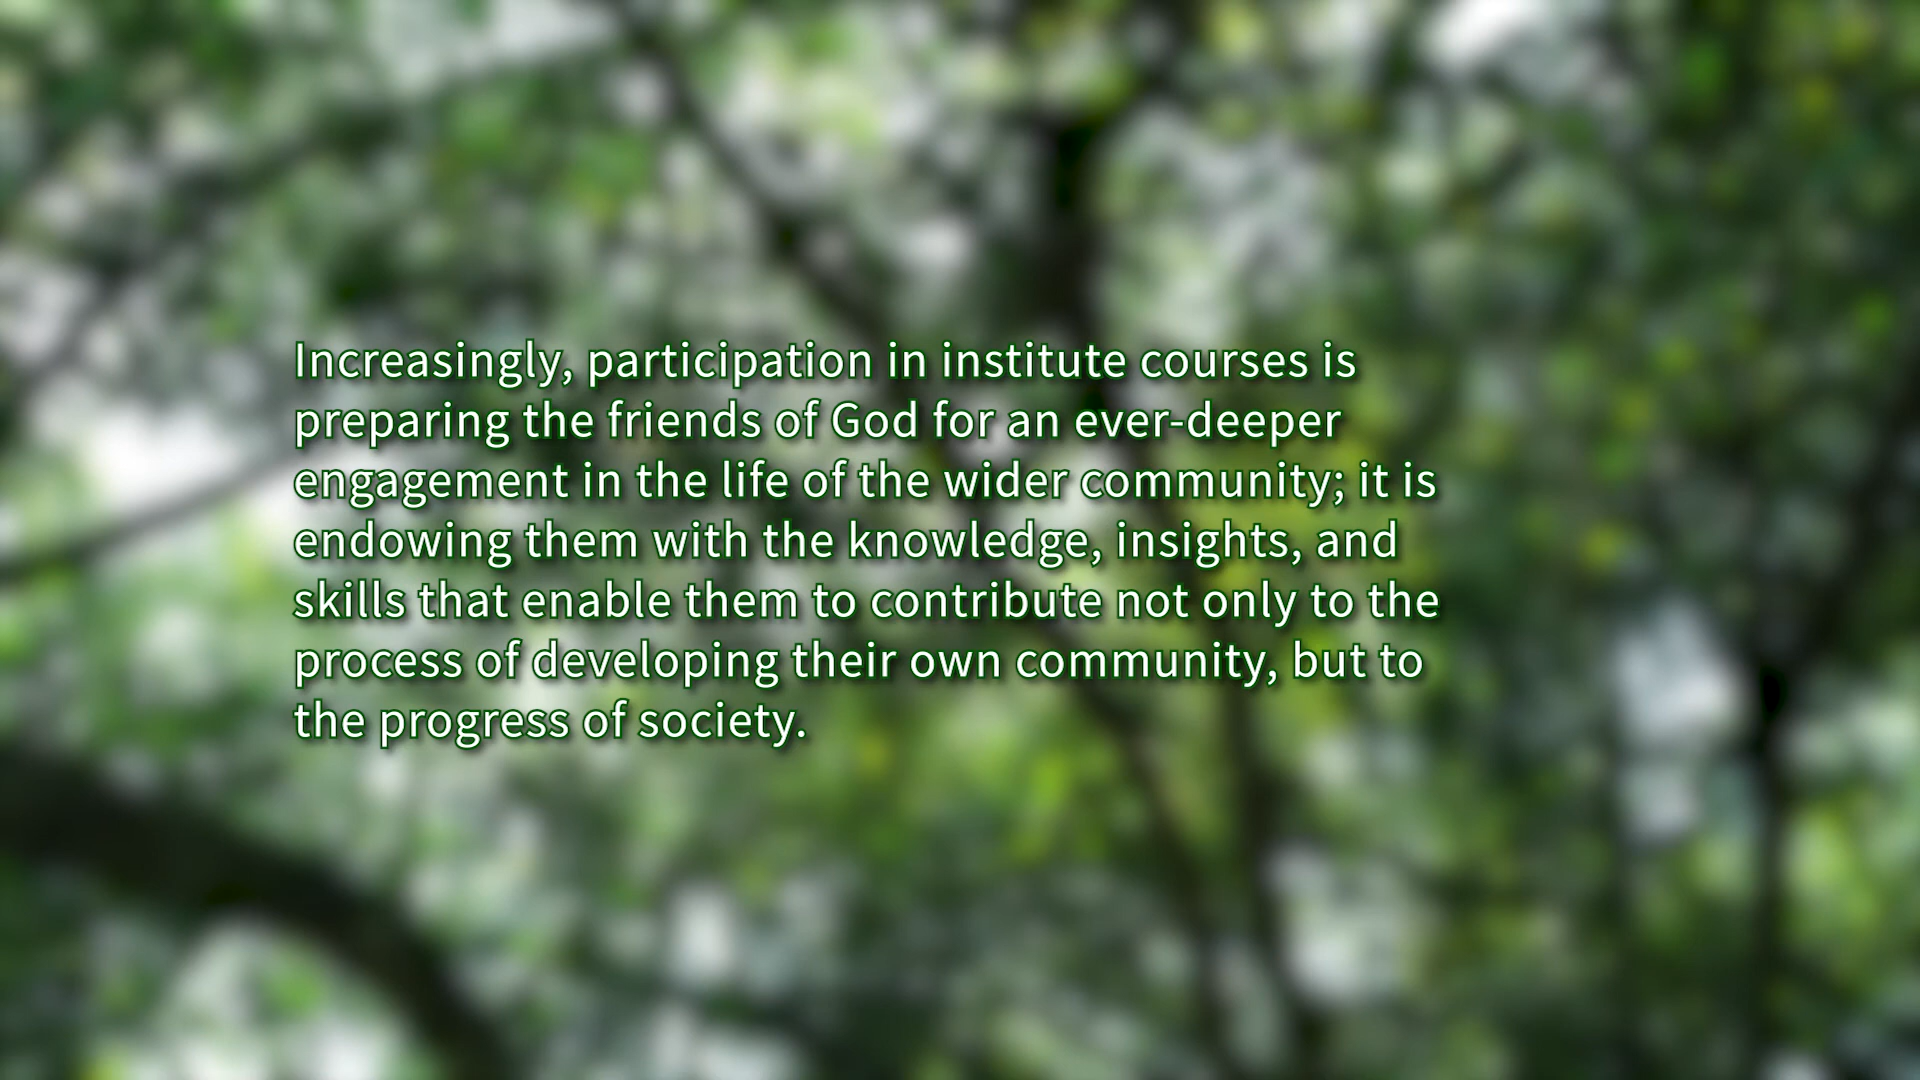 Increasingly, participation in institute courses is
preparing the friends of God for an ever-deeper
engagement in the life of the wider community; it is
endowing them with the knowledge, insights, and
skills that enable them to contribute not only to the
process of developing their own community, but to
the progress of society.